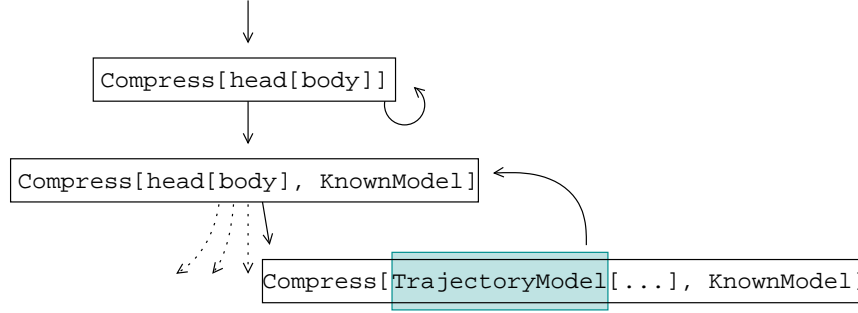 Compress[head[body]]
Compress[head[body], KnownModel]
Compress[TrajectoryModel[...], KnownModel]